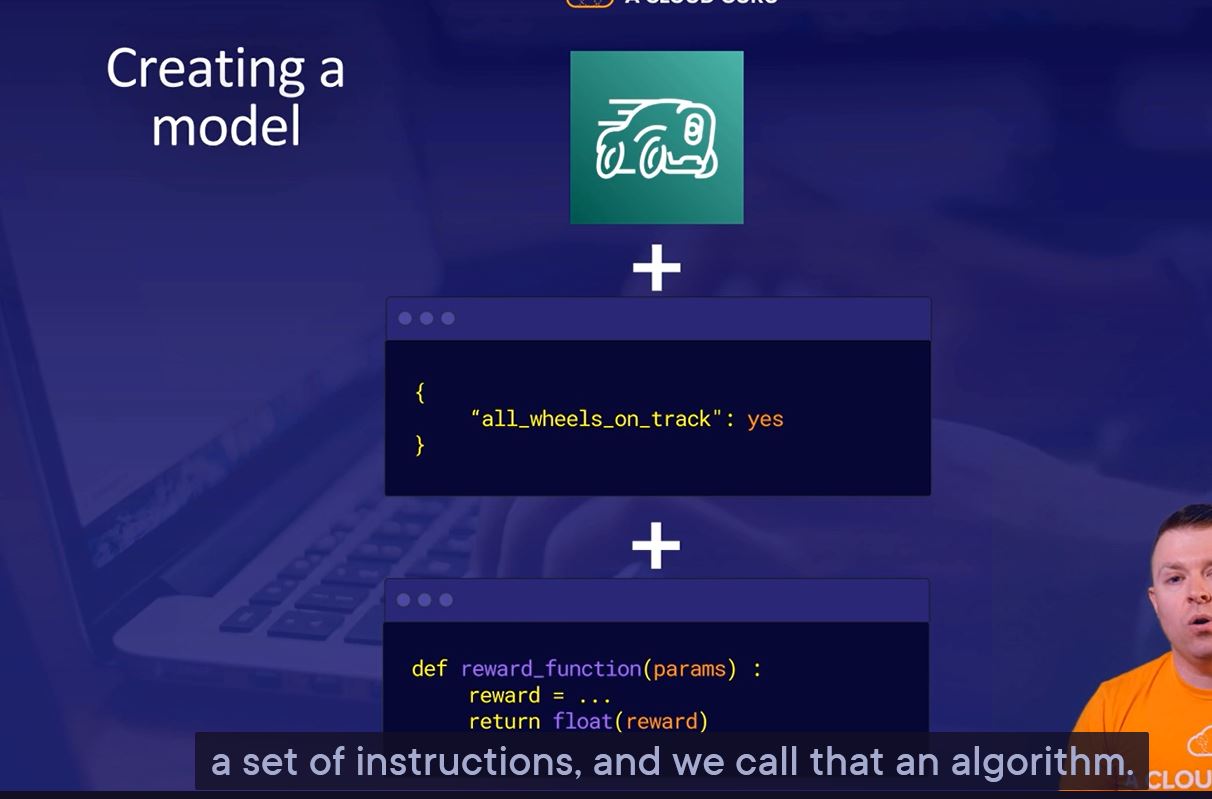 A CLOUD GURU
Creating a
model
+
{
“all_wheels_on_track": yes
}
+
def reward_function(params) :
reward = ...
return float(reward)
a set of instructions, and we call that an algorithm.
A CLOU